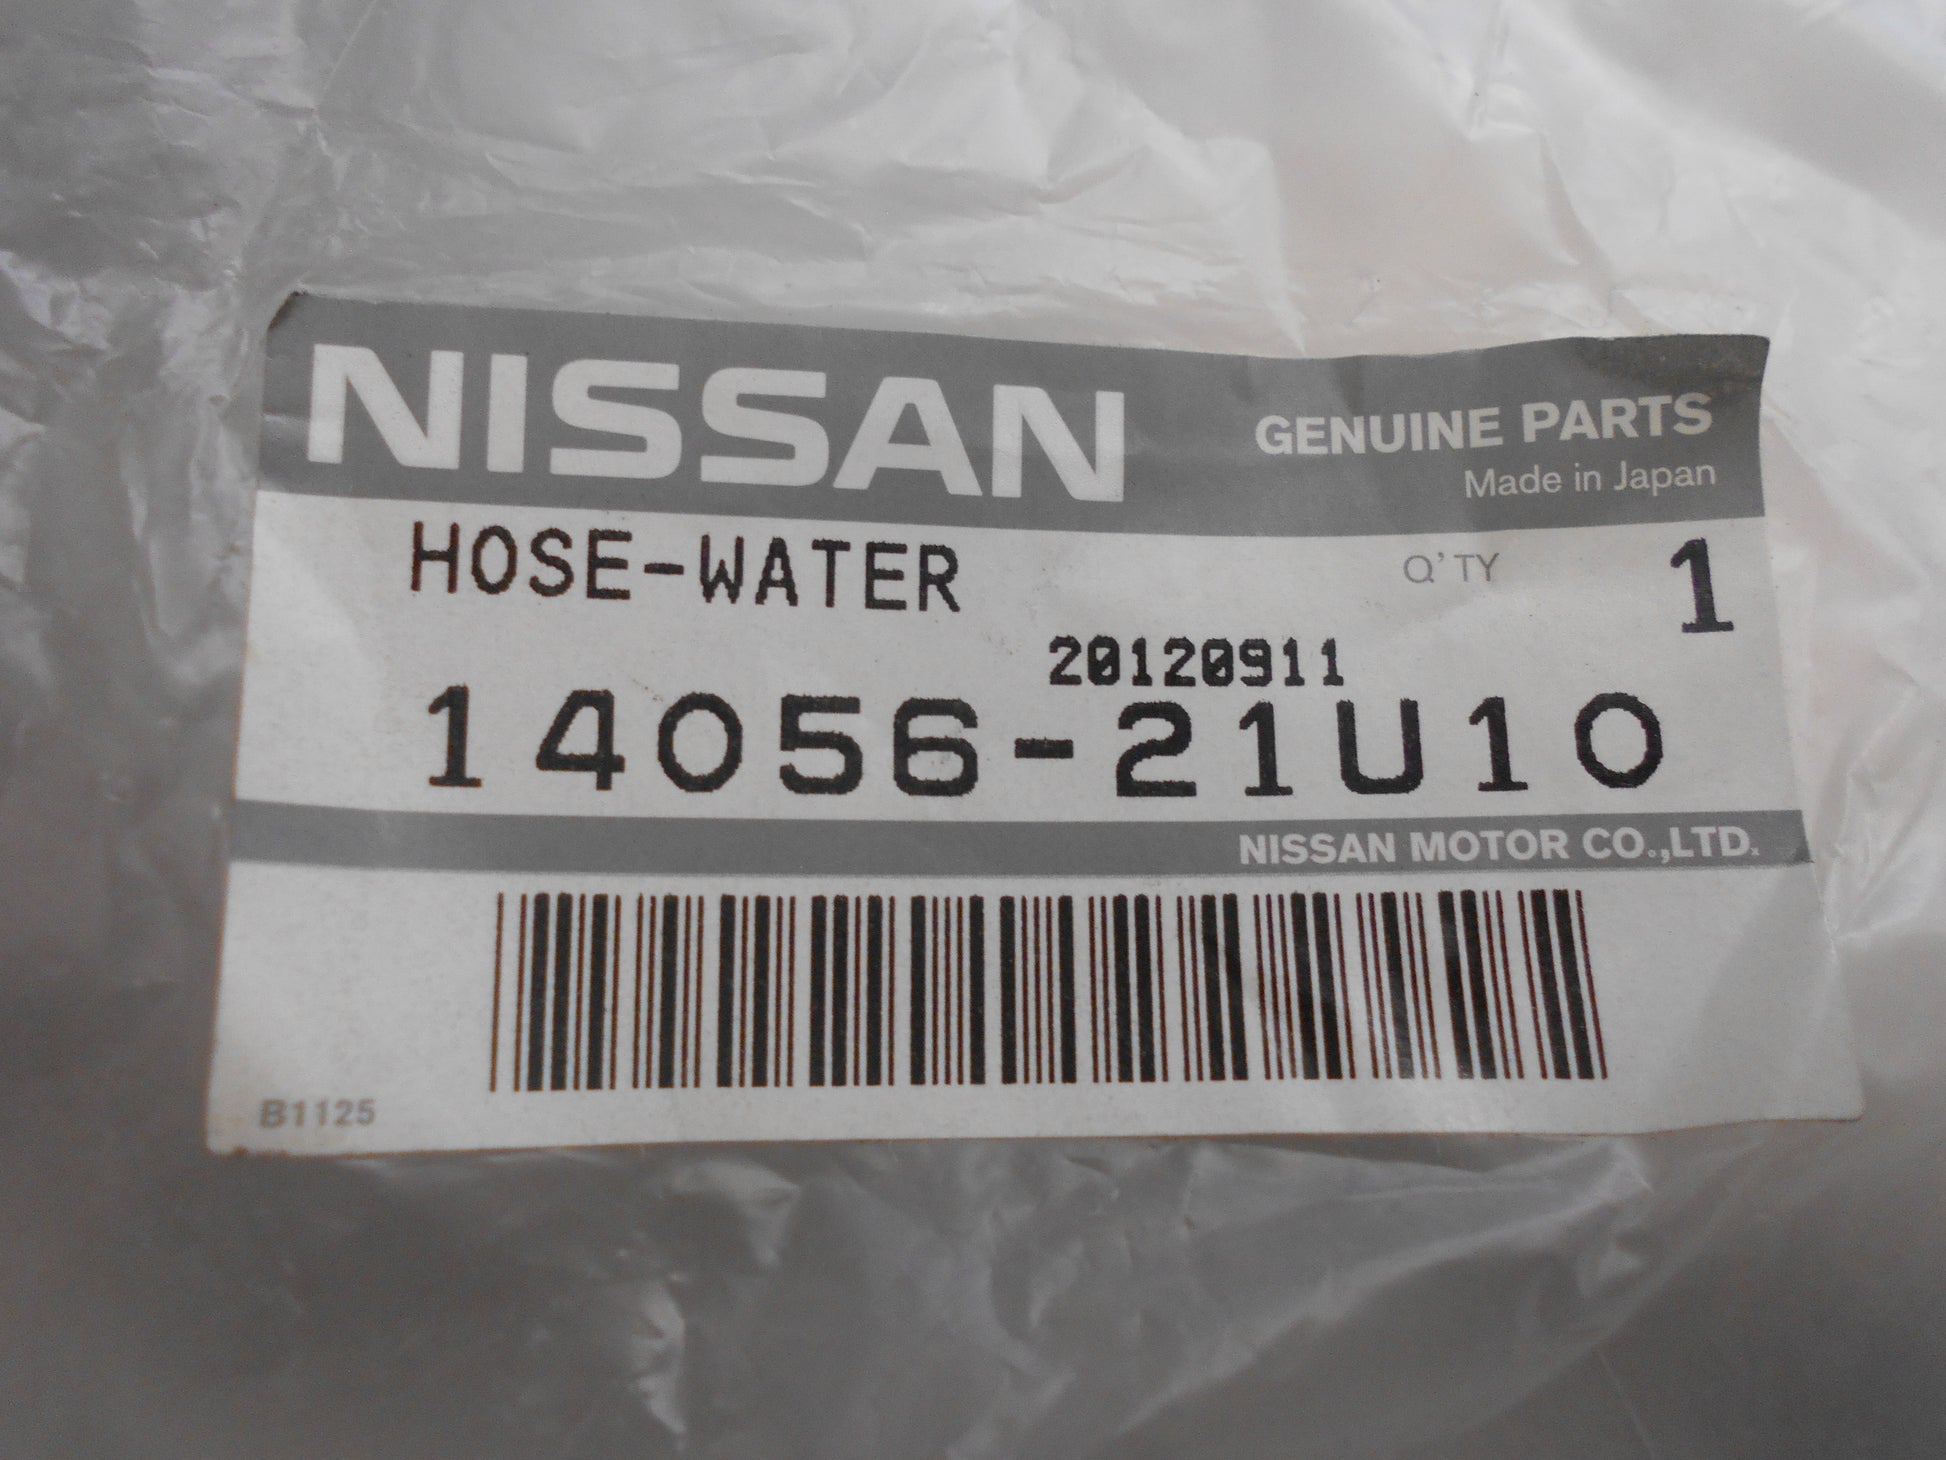 NISSAN
GENUINE PARTS
Made in Japan
HOSE-WATER
Q'TY 1
20120911
14056-21U10
NISSAN MOTOR CO.,LTD.
B1125